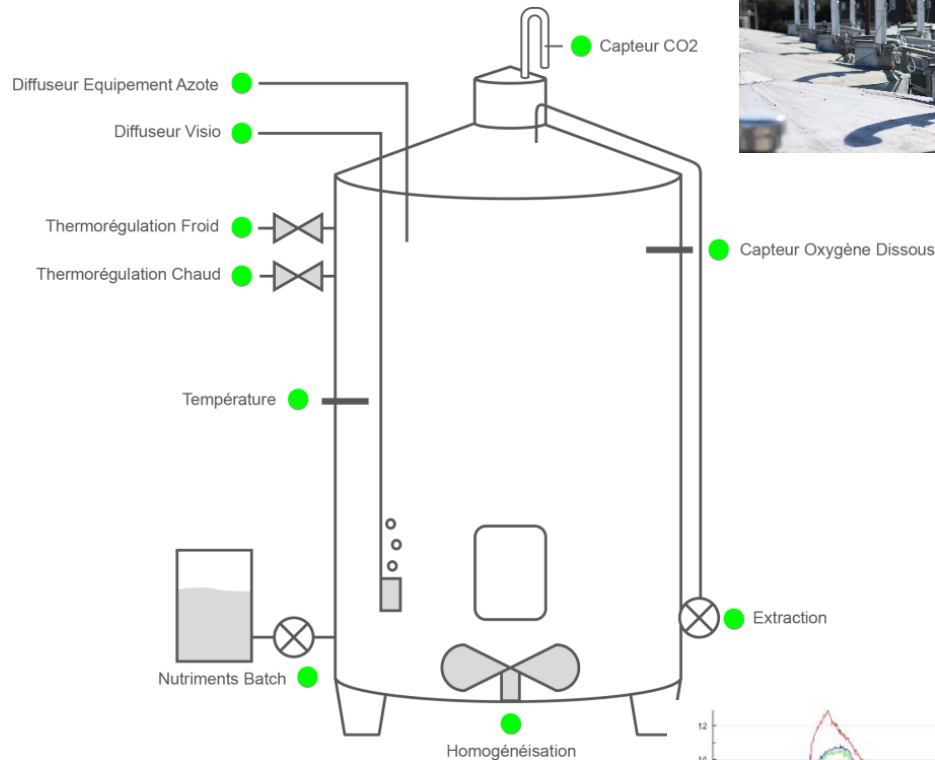 Capteur CO2
Diffuseur Equipement Azote
Diffuseur Visio
Thermorégulation Froid
Capteur Oxygène Dissous
Thermorégulation Chaud
Température
Extraction
Nutriments Batch
12
10
Homogénéisation